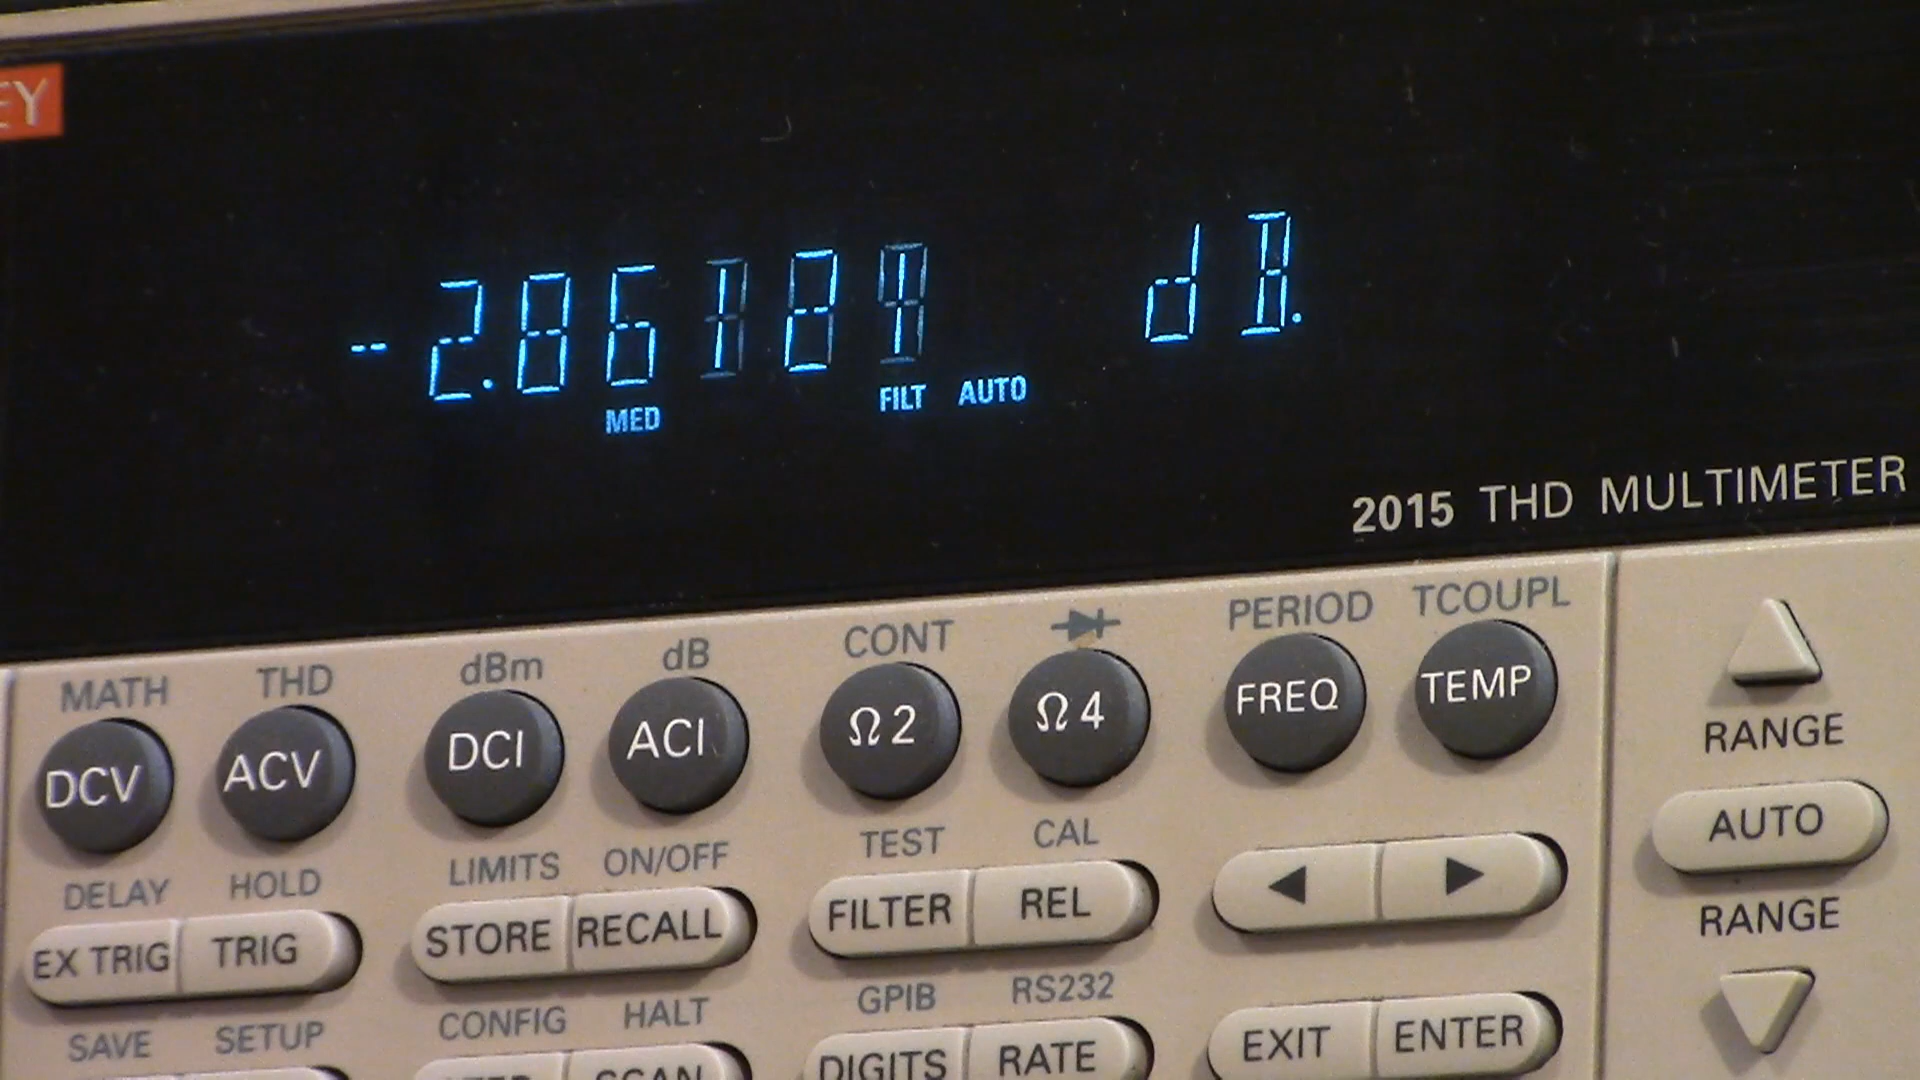 EY
-2.86181 dB.
MED FILT AUTO
2015 THD MULTIMETER
MATH THD dBm dB CONT PERIOD TCOUPL
DCV ACV DCI ACI Ω2 Ω4 FREQ TEMP
RANGE
DELAY HOLD LIMITS ON/OFF TEST CAL
AUTO
EX TRIG TRIG STORE RECALL FILTER REL ◀ ▶
RANGE
SAVE SETUP CONFIG HALT GPIB RS232
DIGITS RATE EXIT ENTER